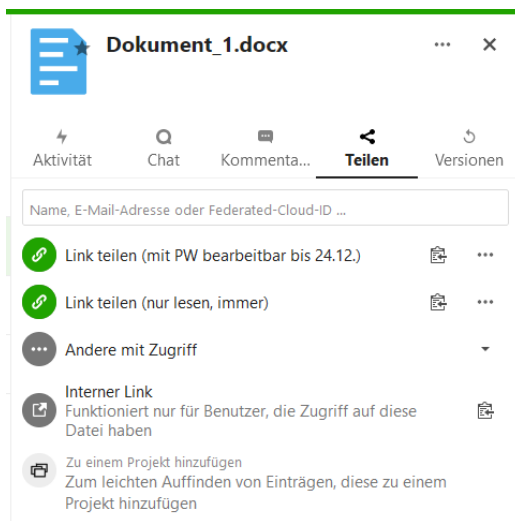 Dokument_1.docx
Aktivität
Chat
Kommenta...
Teilen
Versionen
Name, E-Mail-Adresse oder Federated-Cloud-ID ...
Link teilen (mit PW bearbeitbar bis 24.12.)
Link teilen (nur lesen, immer)
Andere mit Zugriff
Interner Link
Funktioniert nur für Benutzer, die Zugriff auf diese
Datei haben
Zu einem Projekt hinzufügen
Zum leichten Auffinden von Einträgen, diese zu einem
Projekt hinzufügen